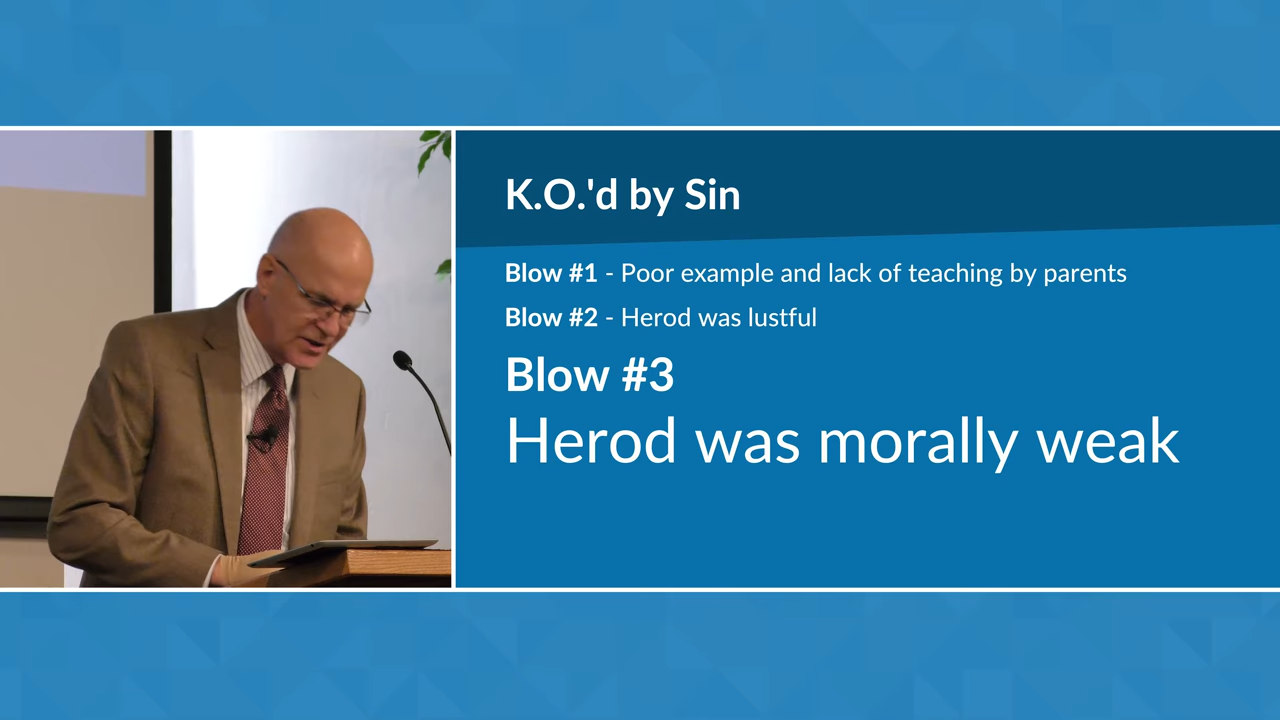 K.O.'d by Sin
Blow #1 - Poor example and lack of teaching by parents
Blow #2 - Herod was lustful
Blow #3
Herod was morally weak